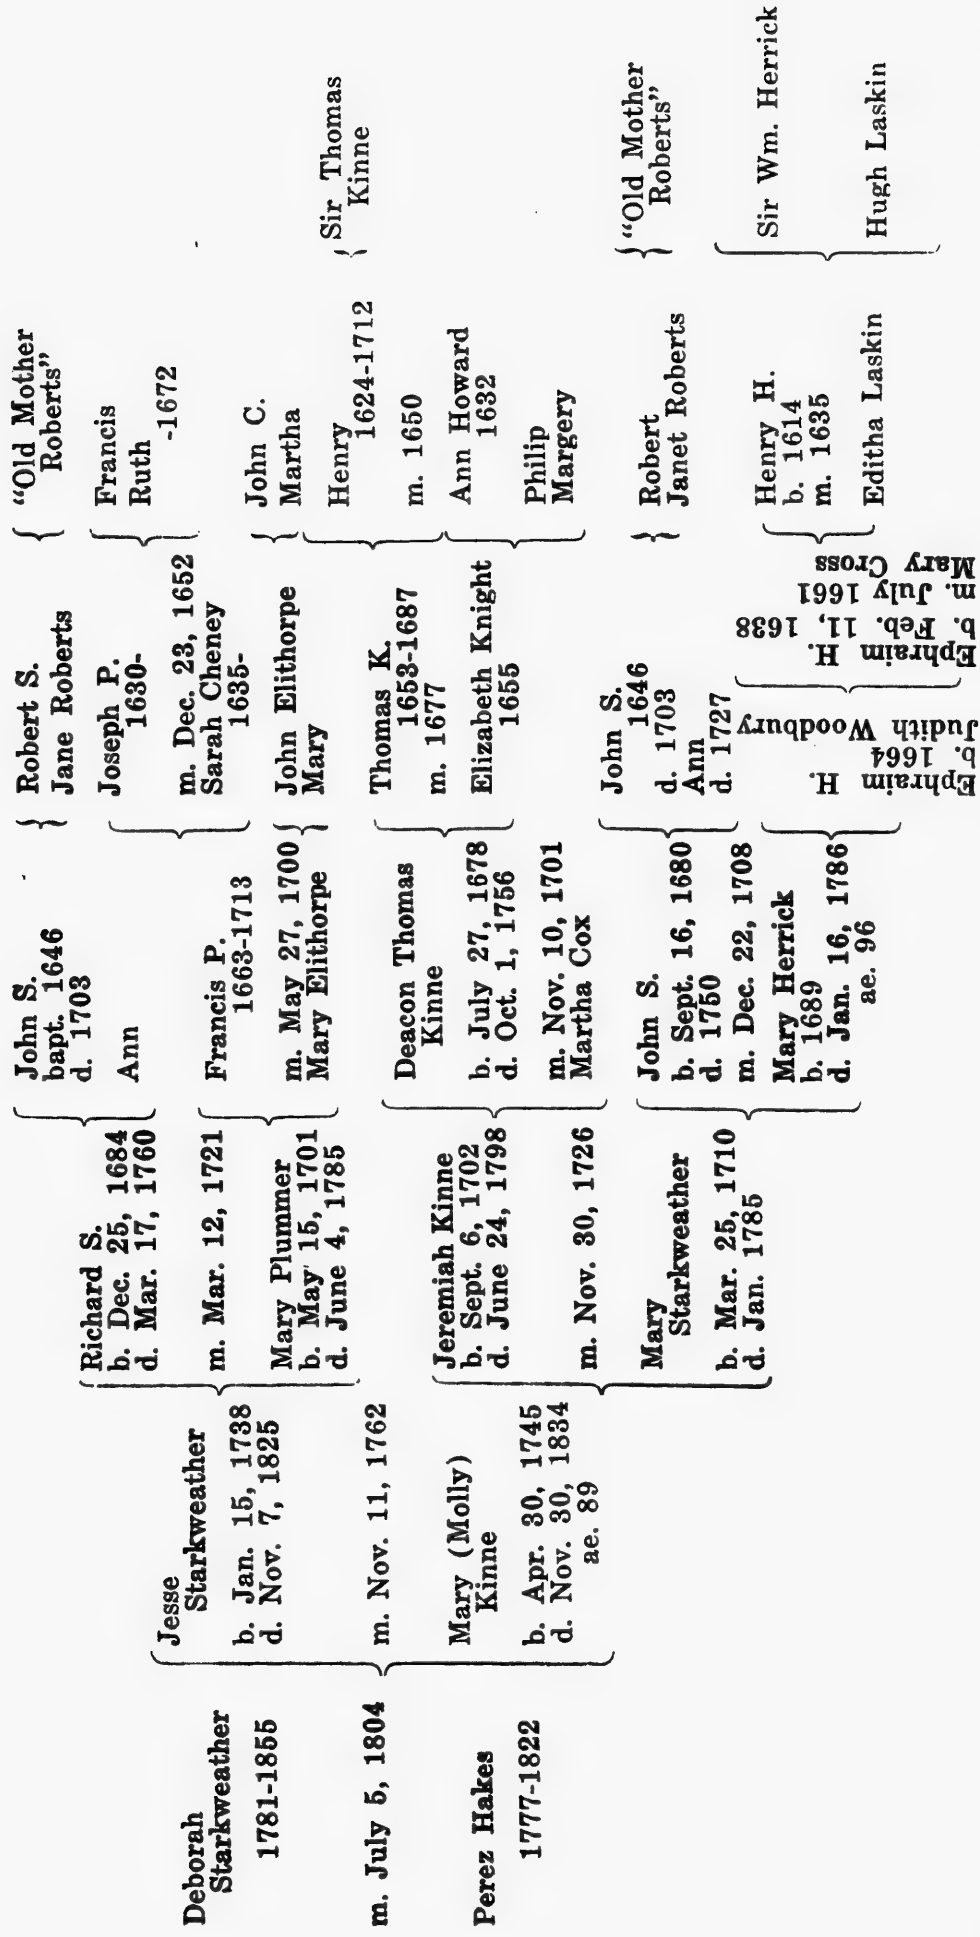 Deborah
Starkweather
1781-1855
m. July 5, 1804
Perez Hakes
1777-1822
Jesse
Starkweather
b. Jan. 15, 1738
d. Nov. 7, 1825
m. Nov. 11, 1762
Mary (Molly)
Kinne
b. Apr. 30, 1745
d. Nov. 30, 1834
ae. 89
Richard S.
b. Dec. 25, 1684
d. Mar. 17, 1760
m. Mar. 12, 1721
Mary Plummer
b. May 15, 1701
d. June 4, 1785
Jeremiah Kinne
b. Sept. 6, 1702
d. June 24, 1798
m. Nov. 30, 1726
Mary
Starkweather
b. Mar. 25, 1710
d. Jan. 1785
John S.
bapt. 1646
d. 1703
Ann
Francis P.
1663-1713
m. May 27, 1700
Mary Elithorpe
Deacon Thomas
Kinne
b. July 27, 1678
d. Oct. 1, 1756
m. Nov. 10, 1701
Martha Cox
John S.
b. Sept. 16, 1680
d. 1750
m. Dec. 22, 1708
Mary Herrick
b. 1689
d. Jan. 16, 1786
ae. 96
Robert S.
Jane Roberts
Joseph P.
1630-
m. Dec. 23, 1652
Sarah Cheney
1635-
John Elithorpe
Mary
Thomas K.
1653-1687
m. 1677
Elizabeth Knight
1655
John S.
1646
d. 1703
Ann
d. 1727
Ephraim
H.
b. 1664
Judith Woodbury
Ephraim H.
b. Feb. 11, 1638
m. July 1661
Mary Cross
"Old Mother
Roberts"
Francis
Ruth
-1672
John C.
Martha
Henry
1624-1712
m. 1650
Ann Howard
1632
Philip
Margery
Robert
Janet Roberts
Henry H.
b. 1614
m. 1635
Editha Laskin
Sir Thomas
Kinne
"Old Mother
Roberts"
Sir Wm. Herrick
Hugh Laskin